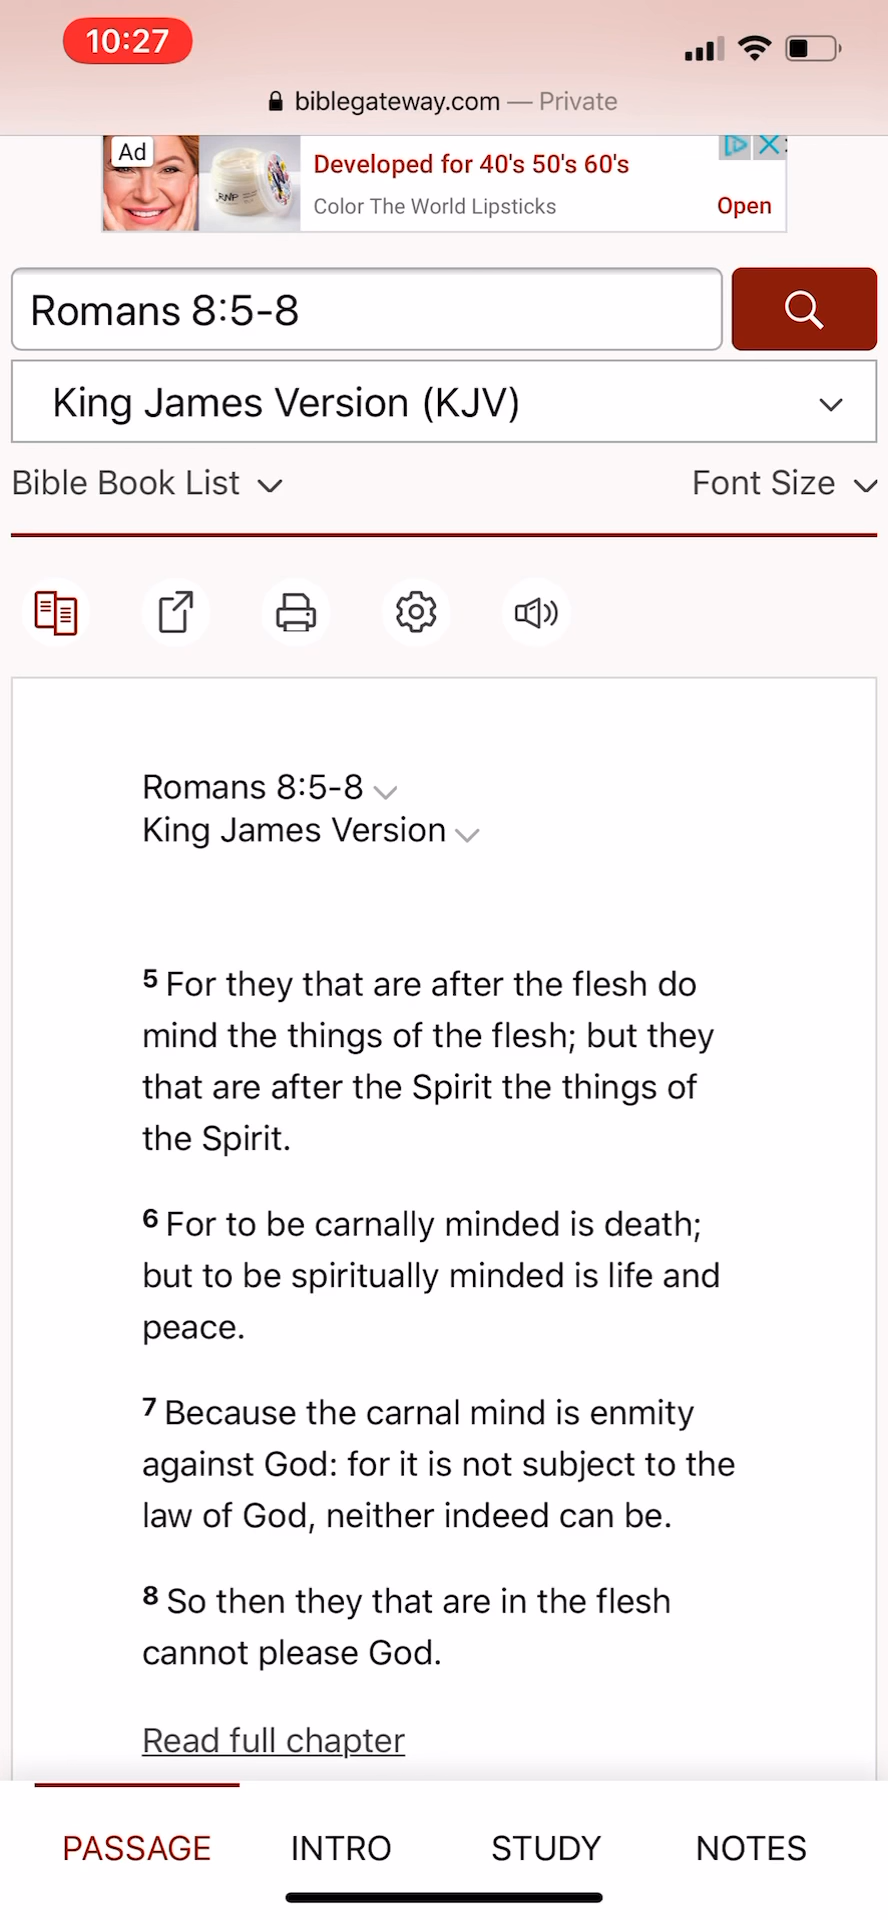 10:27
biblegateway.com — Private
Ad
RWP
Developed for 40's 50's 60's
Color The World Lipsticks
Open
Romans 8:5-8
King James Version (KJV)
Bible Book List
Font Size
Romans 8:5-8
King James Version
5 For they that are after the flesh do
mind the things of the flesh; but they
that are after the Spirit the things of
the Spirit.
6 For to be carnally minded is death;
but to be spiritually minded is life and
peace.
7 Because the carnal mind is enmity
against God: for it is not subject to the
law of God, neither indeed can be.
8 So then they that are in the flesh
cannot please God.
Read full chapter
PASSAGE
INTRO
STUDY
NOTES